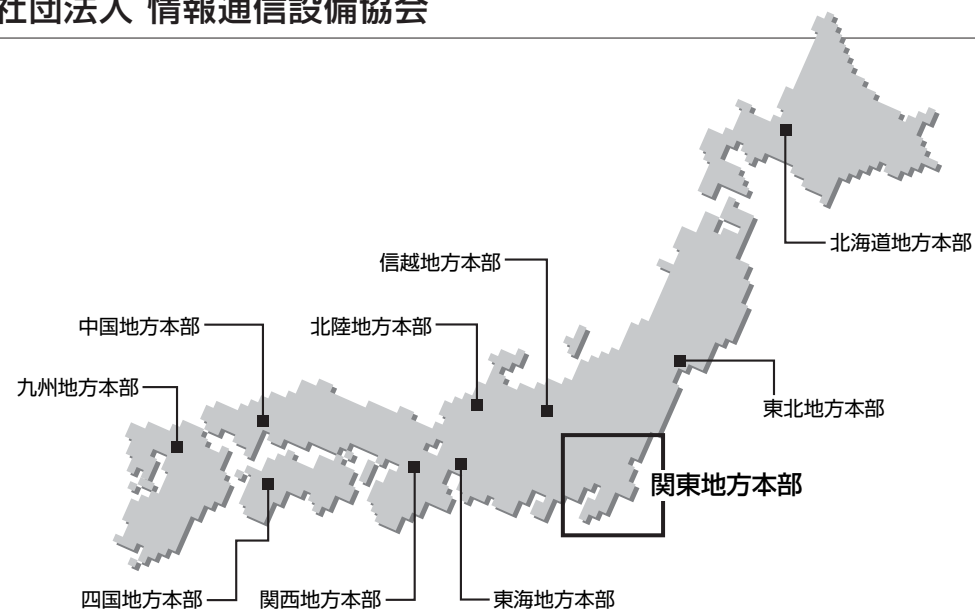 社団法人 情報通信設備協会
北海道地方本部
信越地方本部
中国地方本部
北陸地方本部
九州地方本部
東北地方本部
関東地方本部
四国地方本部
関西地方本部
東海地方本部